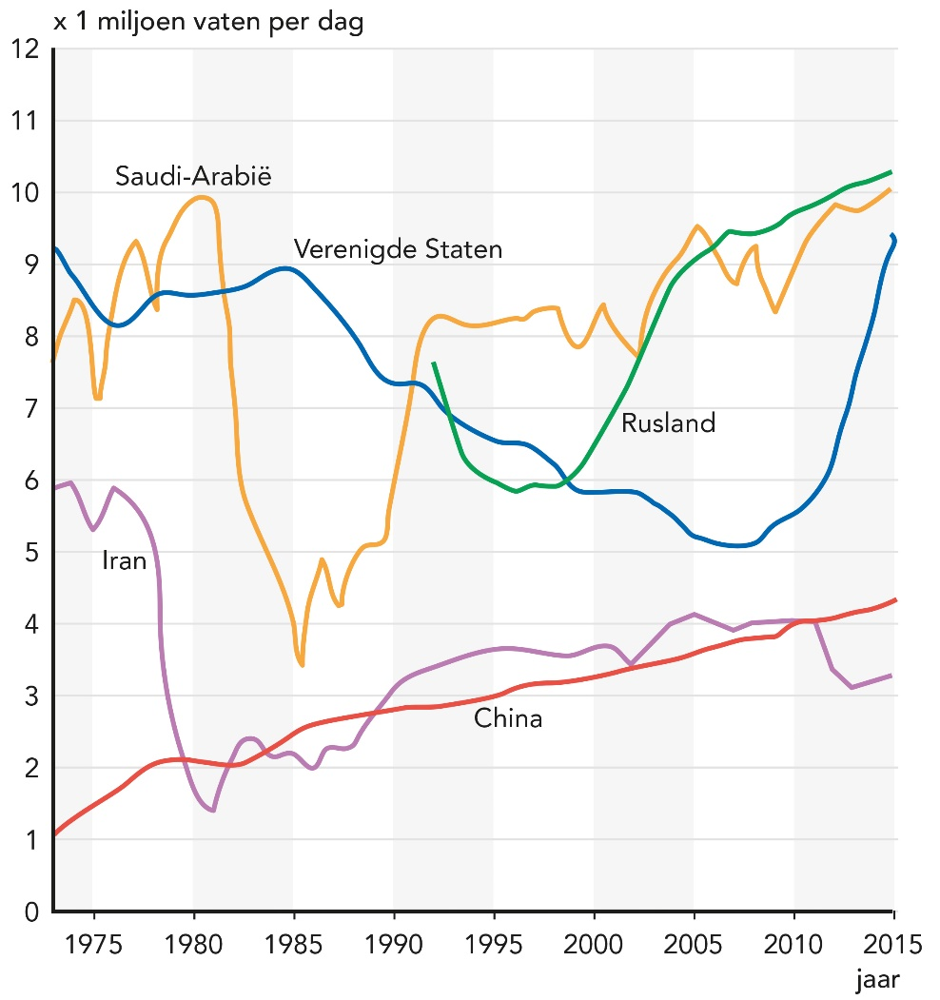 x 1 miljoen vaten per dag
12
11
10
9
8
7
6
5
4
3
2
1
0
Saudi-Arabië
Verenigde Staten
Rusland
Iran
China
1975 1980 1985 1990 1995 2000 2005 2010 2015
jaar